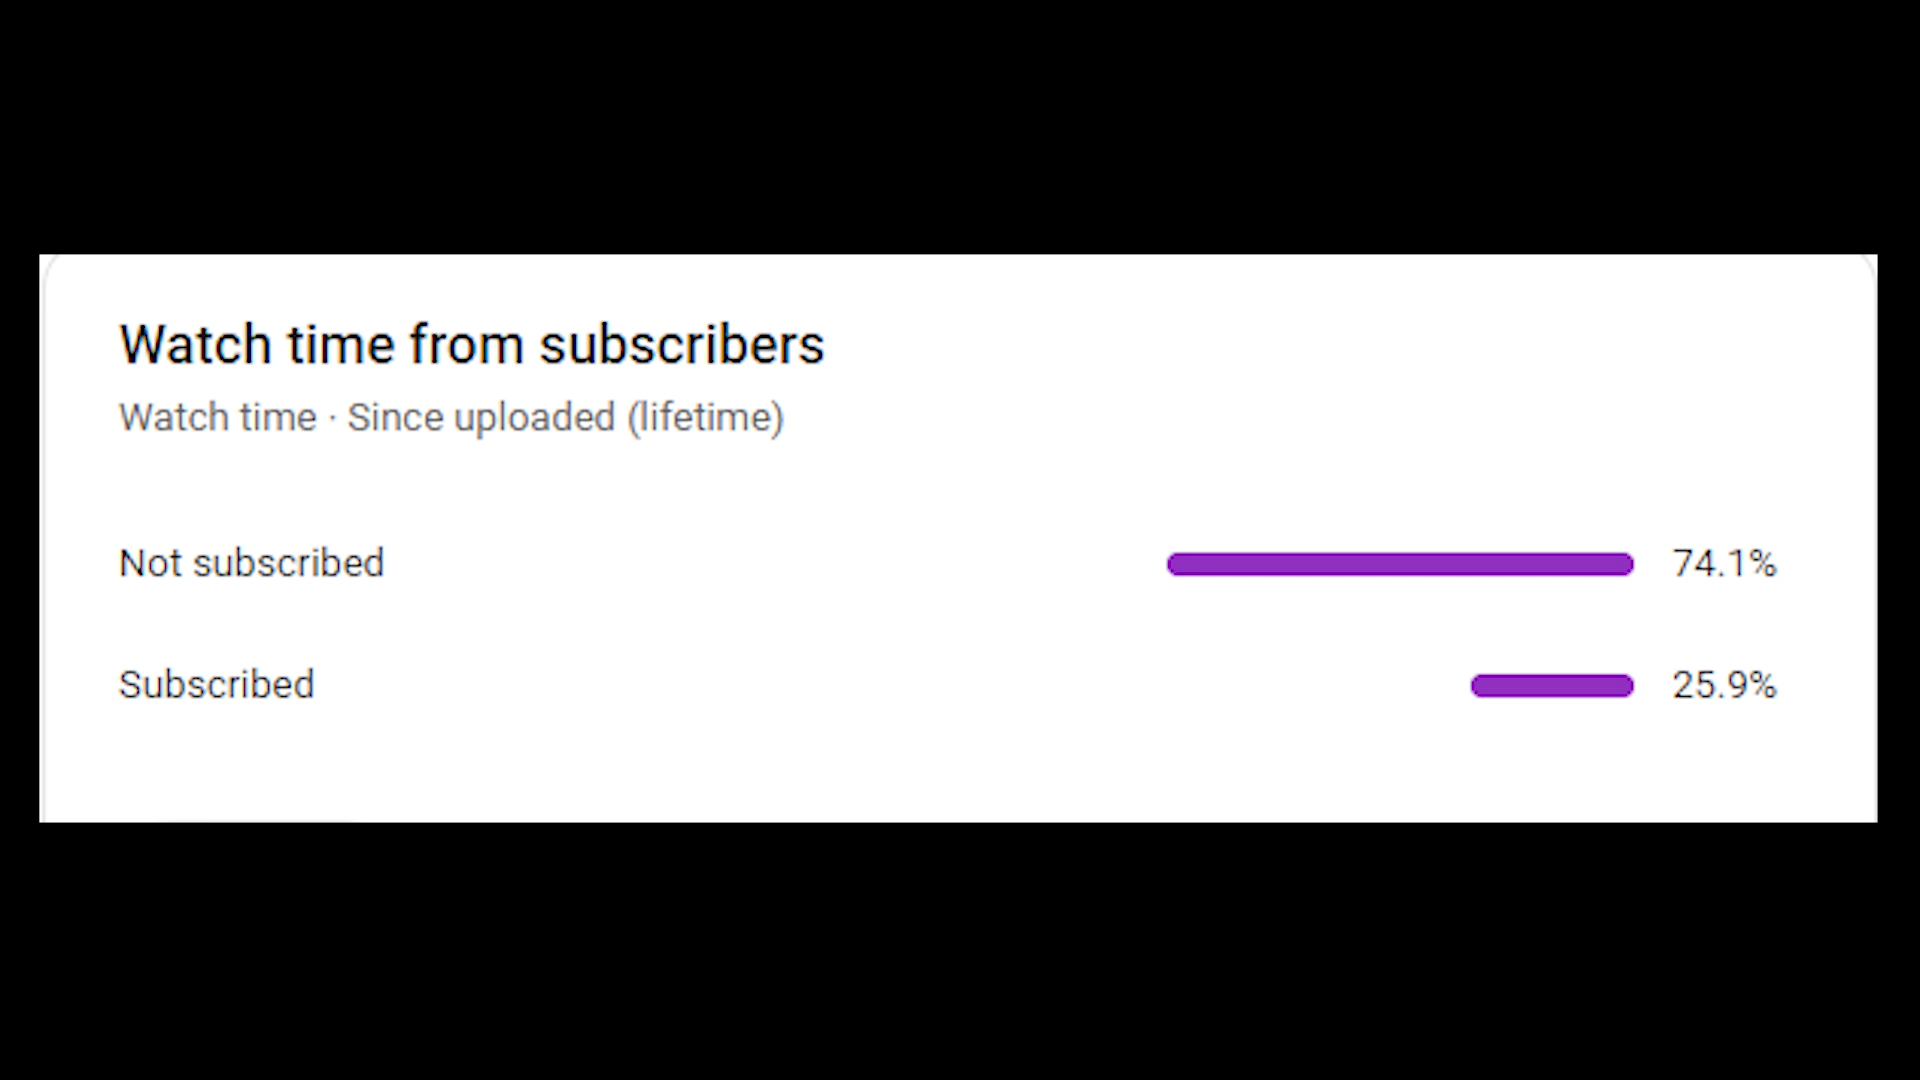 Watch time from subscribers
Watch time · Since uploaded (lifetime)
Not subscribed 74.1%
Subscribed 25.9%